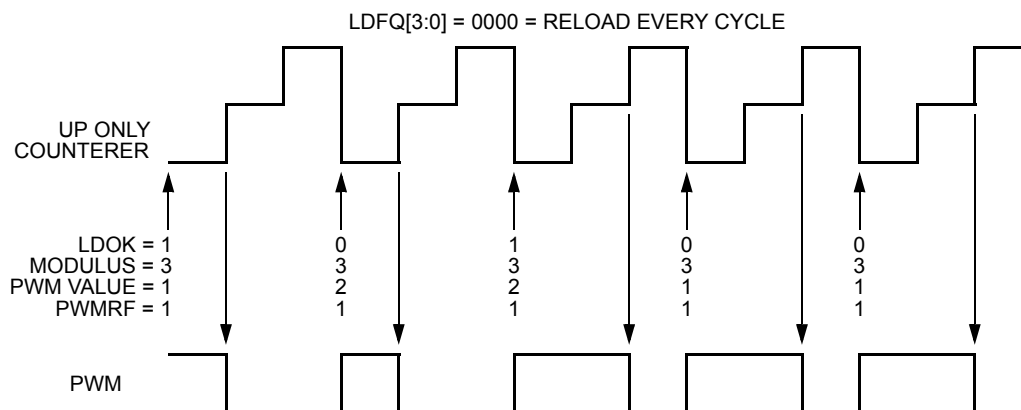 LDFQ[3:0] = 0000 = RELOAD EVERY CYCLE
UP ONLY
COUNTERER
LDOK = 1 0 1 0 0
MODULUS = 3 3 3 3 3
PWM VALUE = 1 2 2 1 1
PWMRF = 1 1 1 1 1
PWM